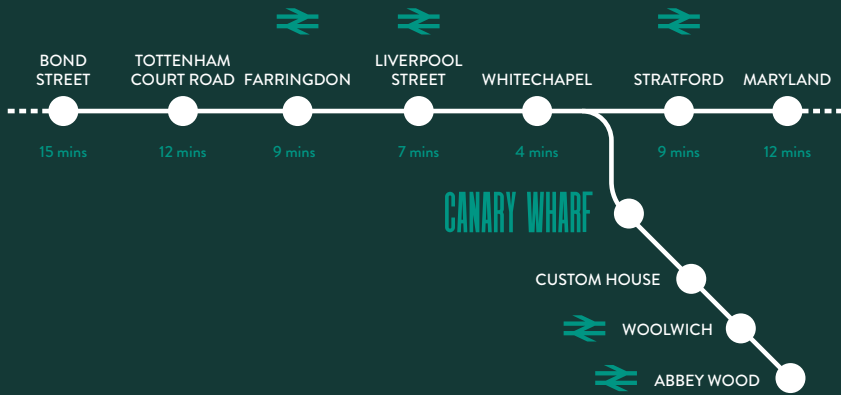 BOND
STREET
TOTTENHAM
COURT ROAD
FARRINGDON
LIVERPOOL
STREET
WHITECHAPEL
STRATFORD
MARYLAND
15 mins
12 mins
9 mins
7 mins
4 mins
9 mins
12 mins
CANARY WHARF
CUSTOM HOUSE
WOOLWICH
ABBEY WOOD